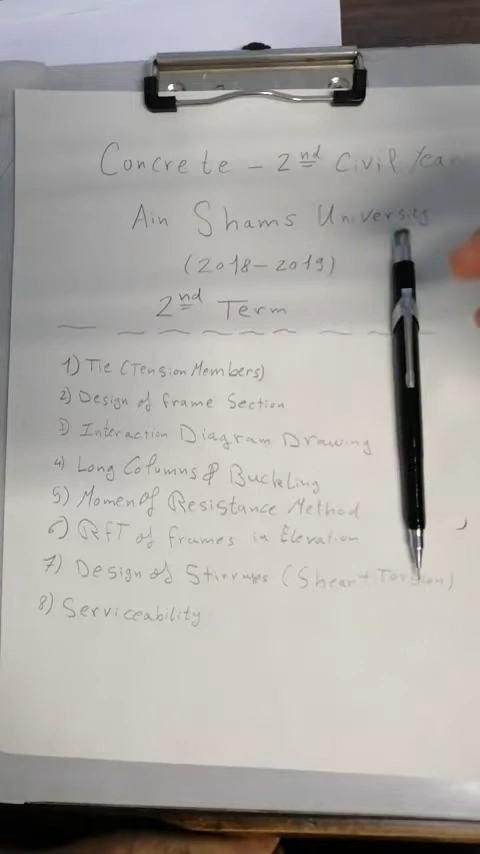 Concrete - 2nd Civil Year
Ain Shams University
(2018-2019)
2nd Term
1) Tie (Tension Members)
2) Design of frame Section
3) Interaction Diagram Drawing
4) Long Columns & Buckling
5) Momen of Resistance Method
6) RfT of frames in Elevation
7) Design of Stirrups (Shear + Torsion)
8) Serviceability